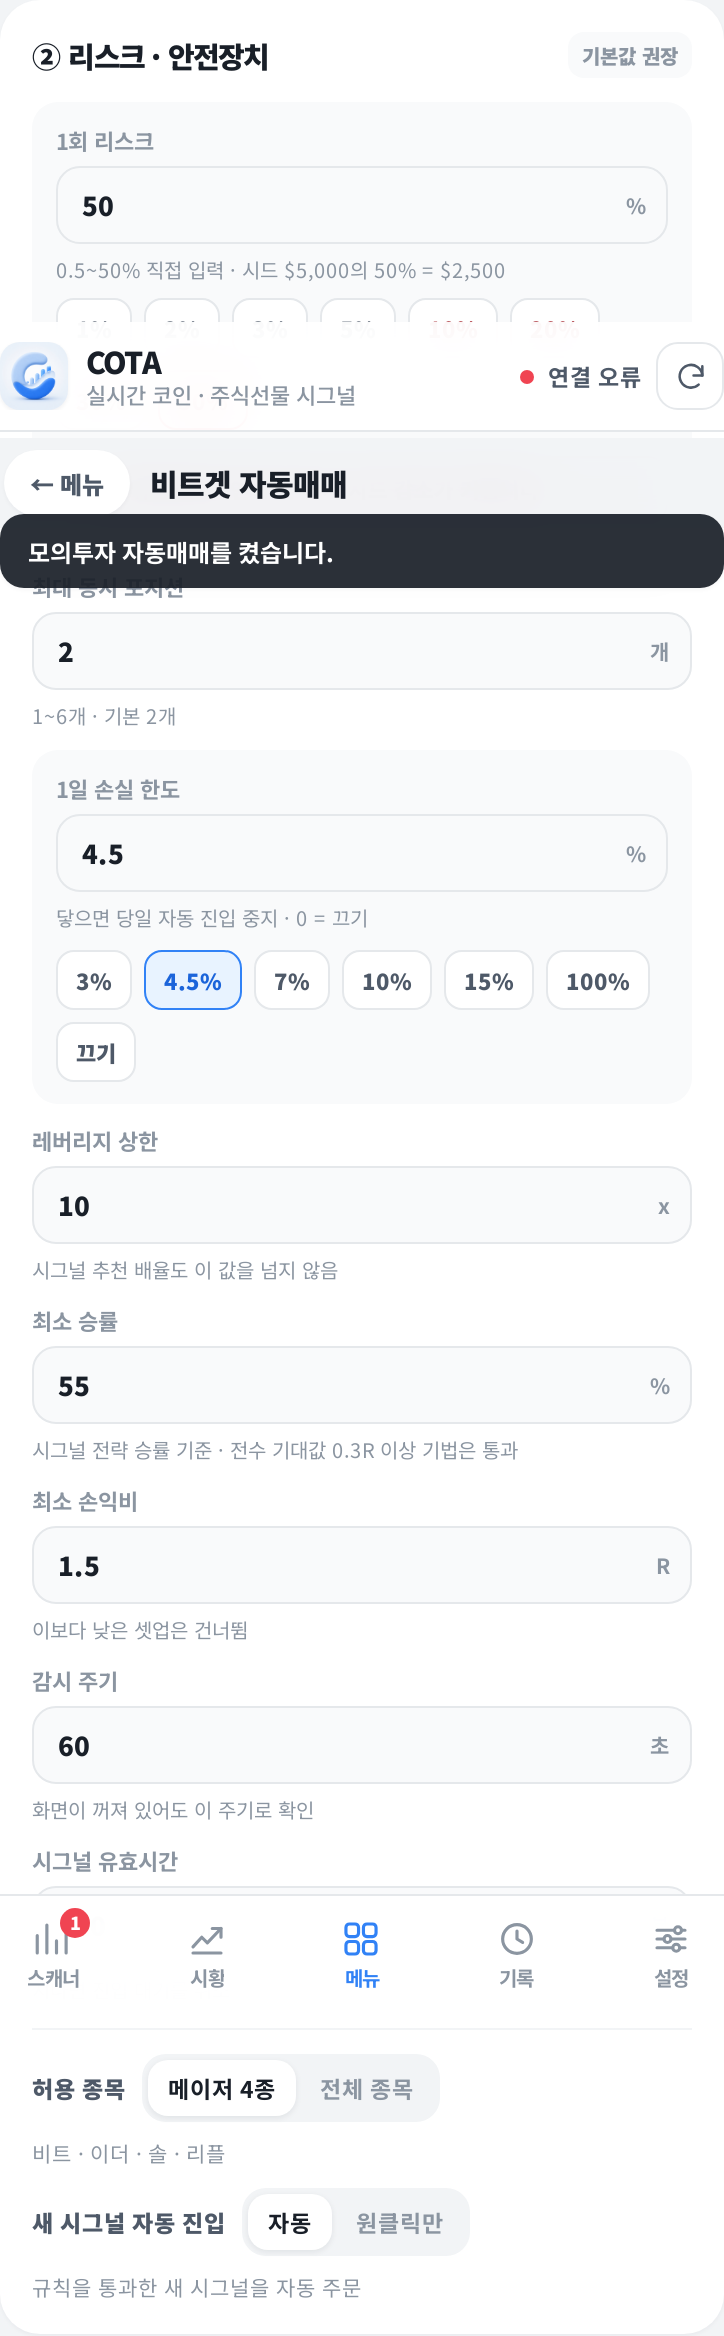 ② 리스크 · 안전장치
기본값 권장
1회 리스크
50 %
0.5~50% 직접 입력 · 시드 $5,000의 50% = $2,500
1% 2% 3% 5% 10% 20%
COTA
실시간 코인 · 주식선물 시그널
연결 오류
← 메뉴
비트겟 자동매매
모의투자 자동매매를 켰습니다.
최대 동시 포지션
2 개
1~6개 · 기본 2개
1일 손실 한도
4.5 %
닿으면 당일 자동 진입 중지 · 0 = 끄기
3% 4.5% 7% 10% 15% 100%
끄기
레버리지 상한
10 x
시그널 추천 배율도 이 값을 넘지 않음
최소 승률
55 %
시그널 전략 승률 기준 · 전수 기대값 0.3R 이상 기법은 통과
최소 손익비
1.5 R
이보다 낮은 셋업은 건너뜀
감시 주기
60 초
화면이 꺼져 있어도 이 주기로 확인
시그널 유효시간
1
스캐너 시황 메뉴 기록 설정
허용 종목 메이저 4종 전체 종목
비트 · 이더 · 솔 · 리플
새 시그널 자동 진입 자동 원클릭만
규칙을 통과한 새 시그널을 자동 주문